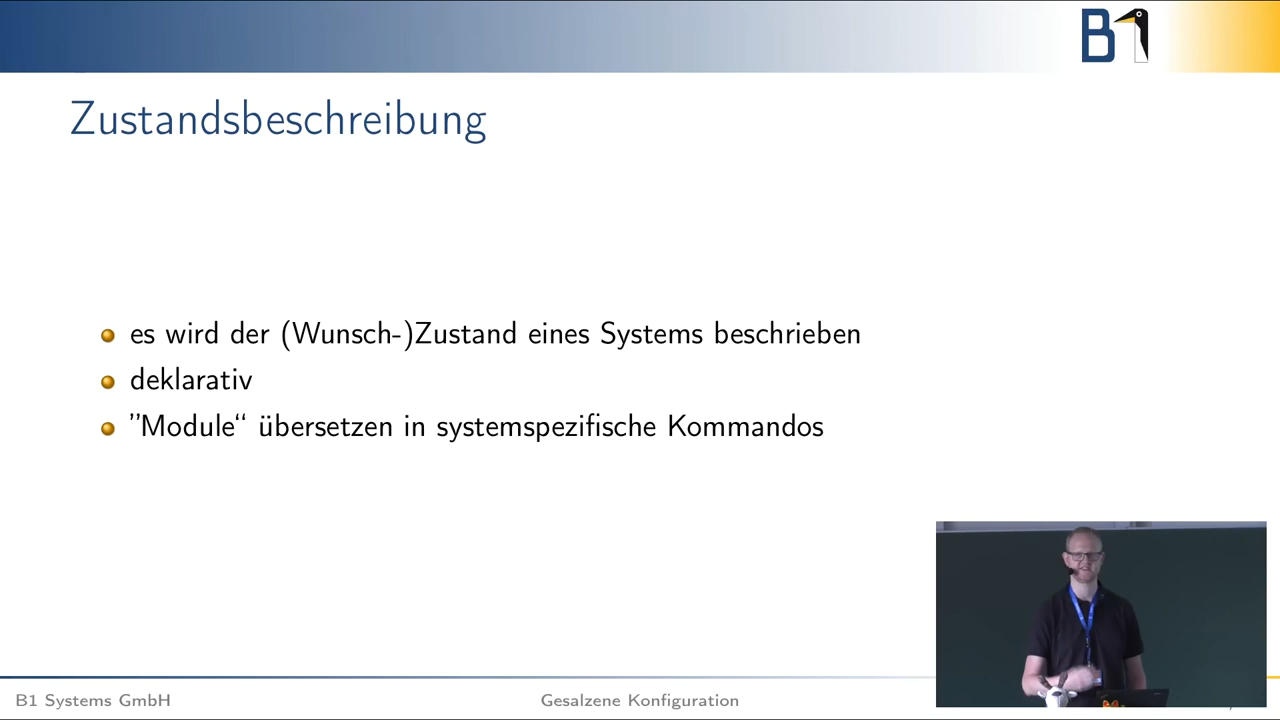 B1
Zustandsbeschreibung
es wird der (Wunsch-)Zustand eines Systems beschrieben
deklarativ
”Module“ übersetzen in systemspezifische Kommandos
B1 Systems GmbH
Gesalzene Konfiguration